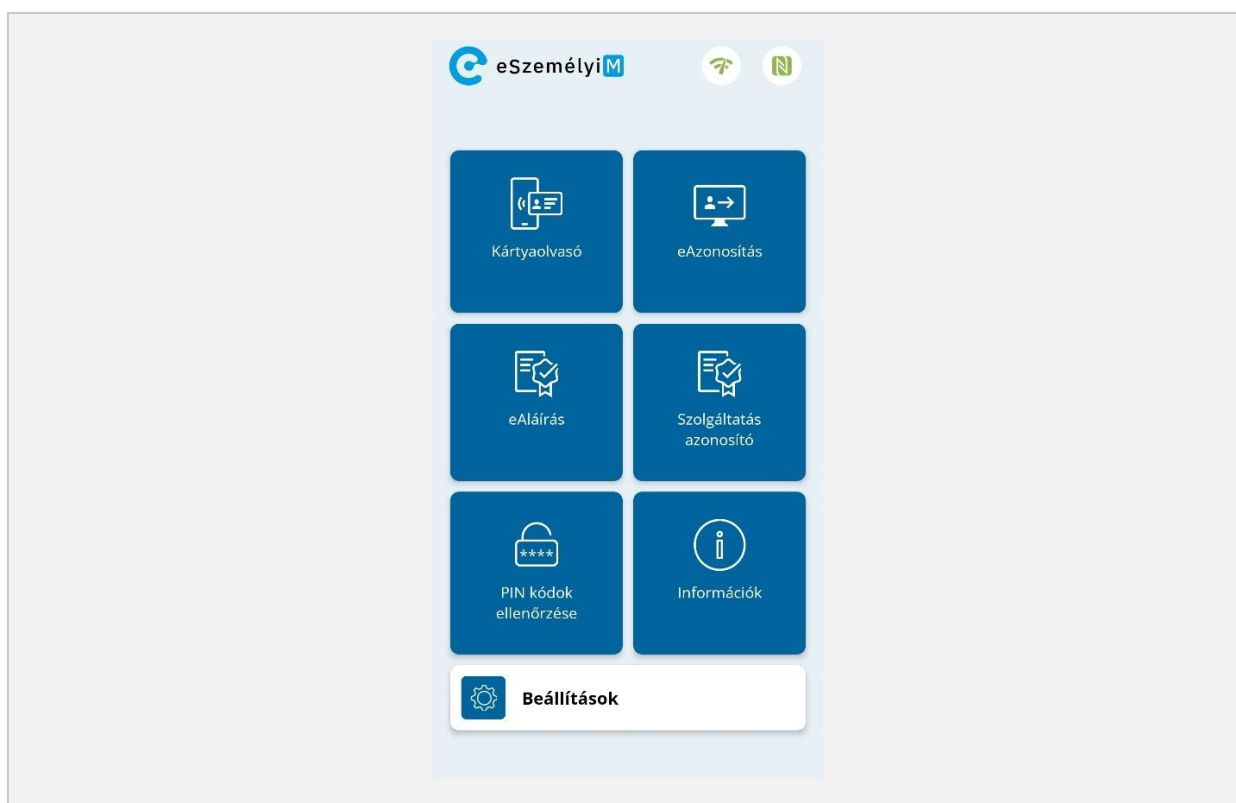 eSzemélyiM
Kártyaolvasó
eAzonosítás
eAláírás
Szolgáltatás
azonosító
****
PIN kódok
ellenőrzése
Információk
Beállítások